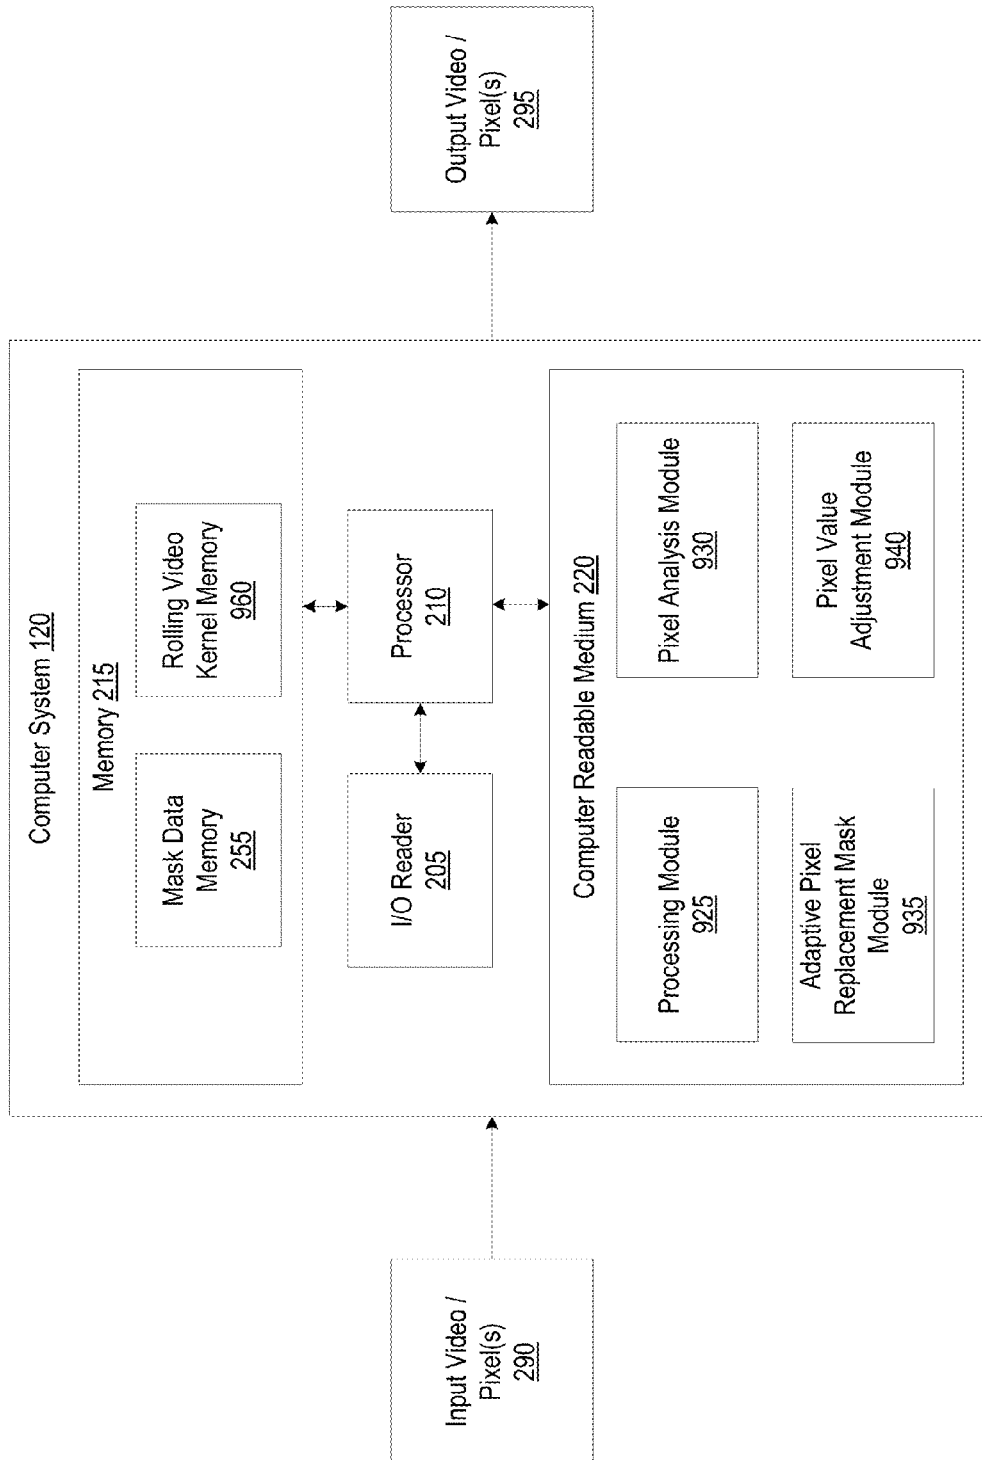 Computer System 120
Memory 215
Mask Data
Memory
255
Rolling Video
Kernel Memory
960
Input Video /
Pixel(s)
290
I/O Reader
205
Processor
210
Output Video /
Pixel(s)
295
Computer Readable Medium 220
Processing Module
925
Pixel Analysis Module
930
Adaptive Pixel
Replacement Mask
Module
935
Pixel Value
Adjustment Module
940